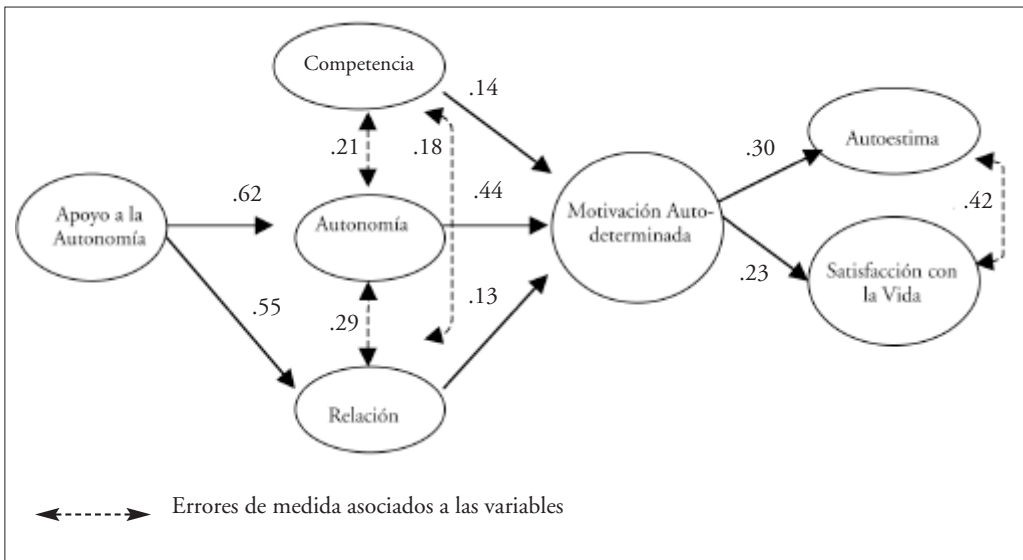 Competencia
.14
.21
.18
.30
Autoestima
.62
.44
Apoyo a la
Autonomía
Autonomía
Motivación Auto-
determinada
.42
.55
.29
.13
.23
Satisfacción con
la Vida
Relación
Errores de medida asociados a las variables